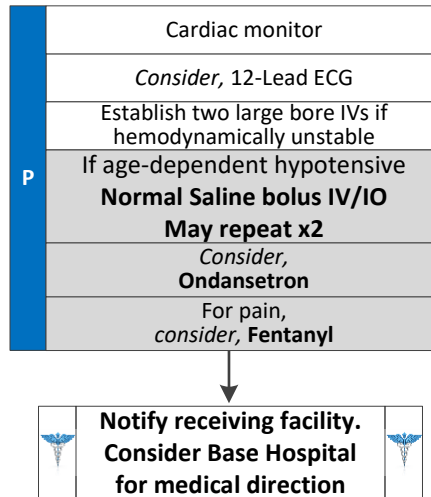 Cardiac monitor
Consider, 12-Lead ECG
Establish two large bore IVs if
hemodynamically unstable
P
If age-dependent hypotensive
Normal Saline bolus IV/IO
May repeat x2
Consider,
Ondansetron
For pain,
consider, Fentanyl
Notify receiving facility.
Consider Base Hospital
for medical direction